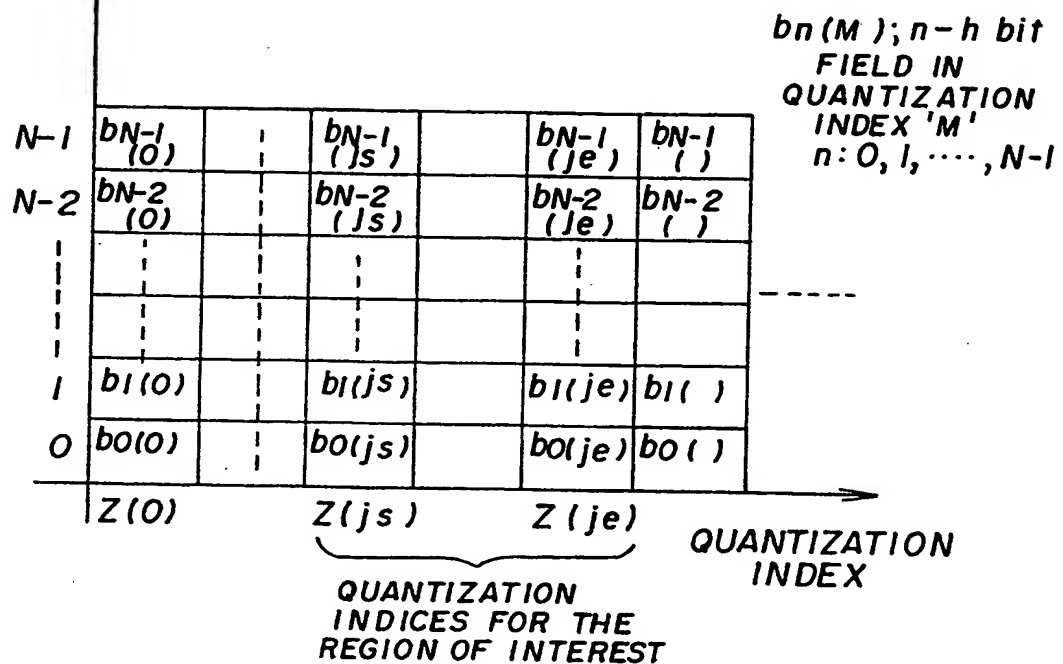 bn(M); n-h bit
FIELD IN
QUANTIZATION
INDEX 'M'
n: 0, 1, ····, N-1
N-1 bN-1 (0) bN-1 (js) bN-1 (je) bN-1 ( )
N-2 bN-2 (0) bN-2 (js) bN-2 (je) bN-2 ( )
1 b1(0) b1(js) b1(je) b1( )
0 b0(0) b0(js) b0(je) b0( )
Z(0) Z(js) Z(je) QUANTIZATION
INDEX
QUANTIZATION
INDICES FOR THE
REGION OF INTEREST